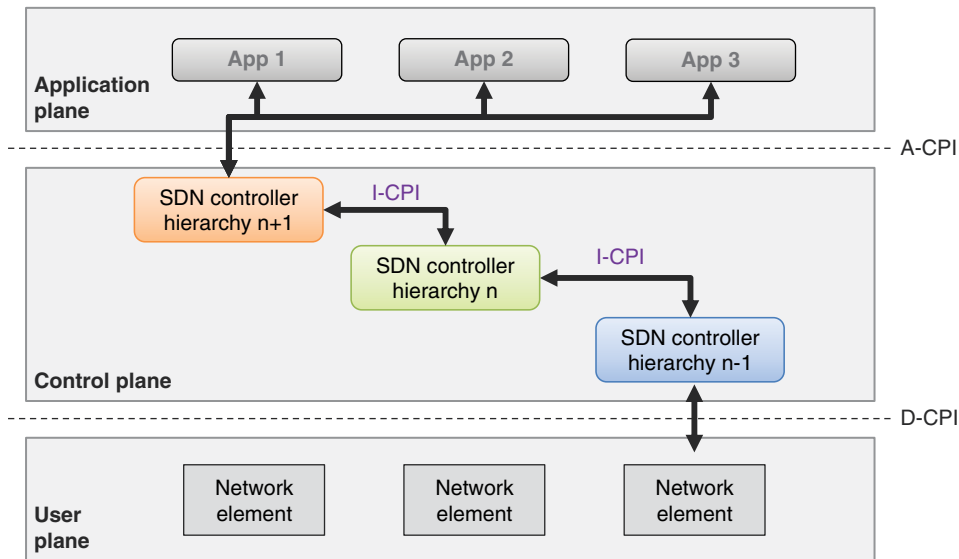 App 1
App 2
App 3
Application
plane
A-CPI
SDN controller
hierarchy n+1
I-CPI
SDN controller
hierarchy n
I-CPI
SDN controller
hierarchy n-1
Control plane
D-CPI
Network
element
Network
element
Network
element
User
plane